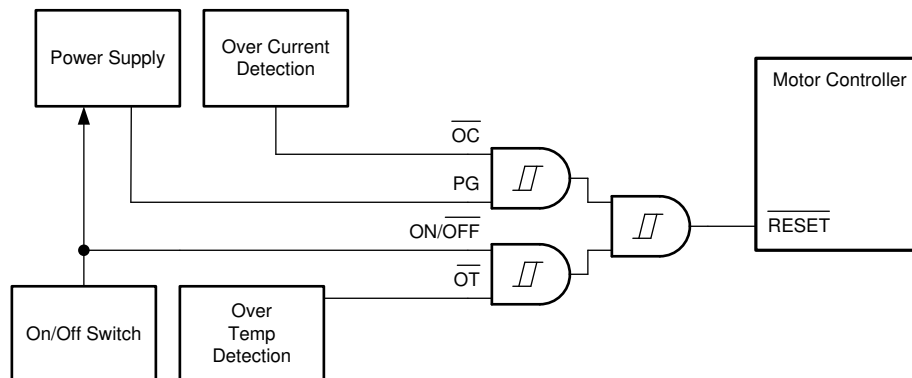 Power Supply
Over Current
Detection
Motor Controller
OC
PG
ON/OFF
OT
RESET
On/Off Switch
Over
Temp
Detection